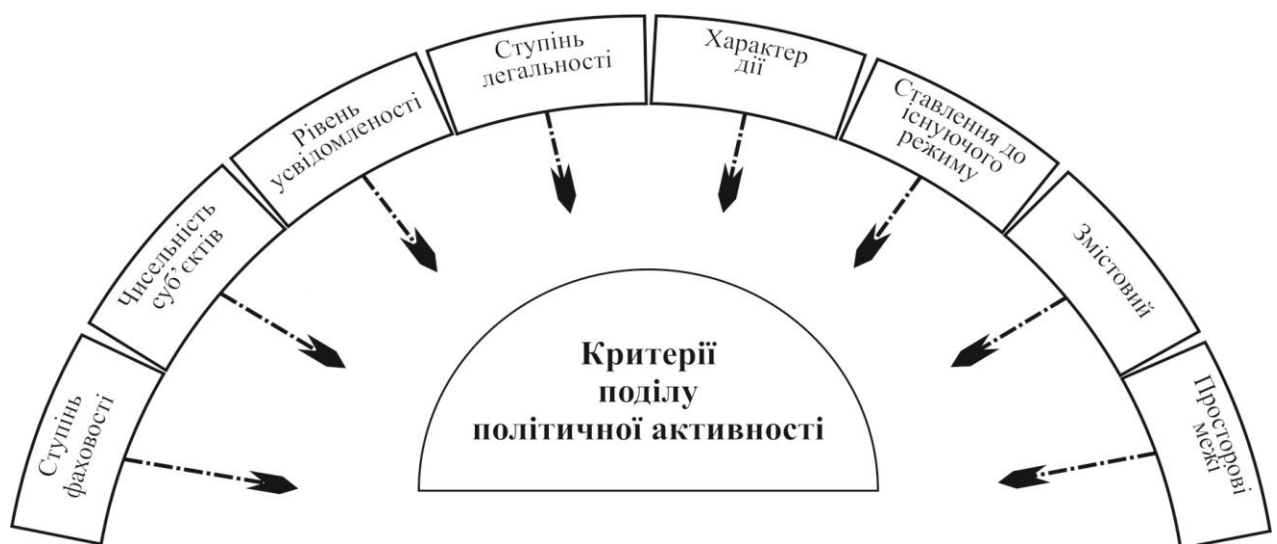 Ступінь
фаховості
Чисельність
суб’єктів
Рівень
усвідомленості
Ступінь
легальності
Характер
дії
Ставлення до
існуючого
режиму
Змістовий
Просторові
межі
Критерії
поділу
політичної активності